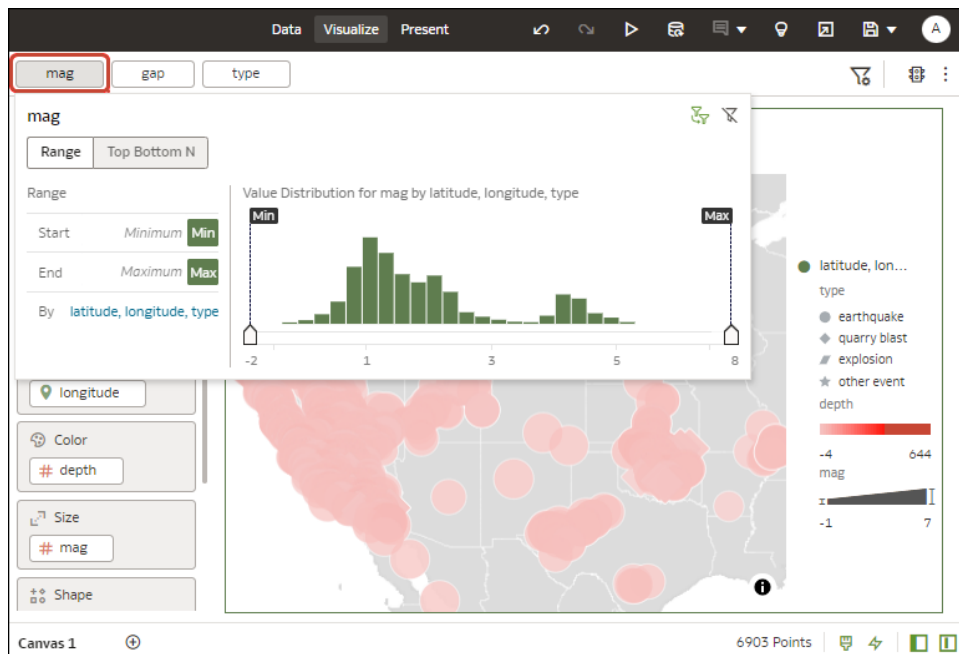 Data Visualize Present A
mag gap type
mag
Range Top Bottom N
Range
Value Distribution for mag by latitude, longitude, type
Min Max
Start Minimum Min
End Maximum Max
By latitude, longitude, type
-2 1 3 5 8
longitude
Color
# depth
Size
# mag
Shape
latitude, lon...
type
earthquake
quarry blast
explosion
other event
depth
-4 644
mag
-1 7
i
Canvas 1
6903 Points